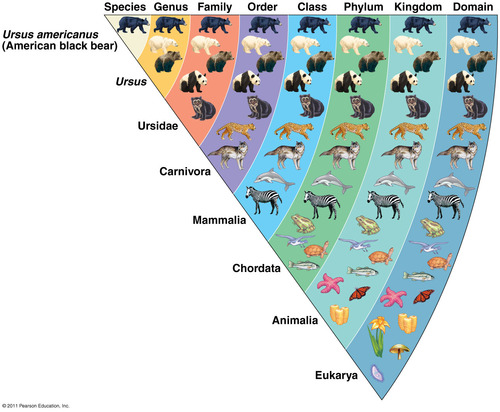 Species Genus Family Order Class Phylum Kingdom Domain
Ursus americanus
(American black bear)
Ursus
Ursidae
Carnivora
Mammalia
Chordata
Animalia
Eukarya
© 2011 Pearson Education, Inc.